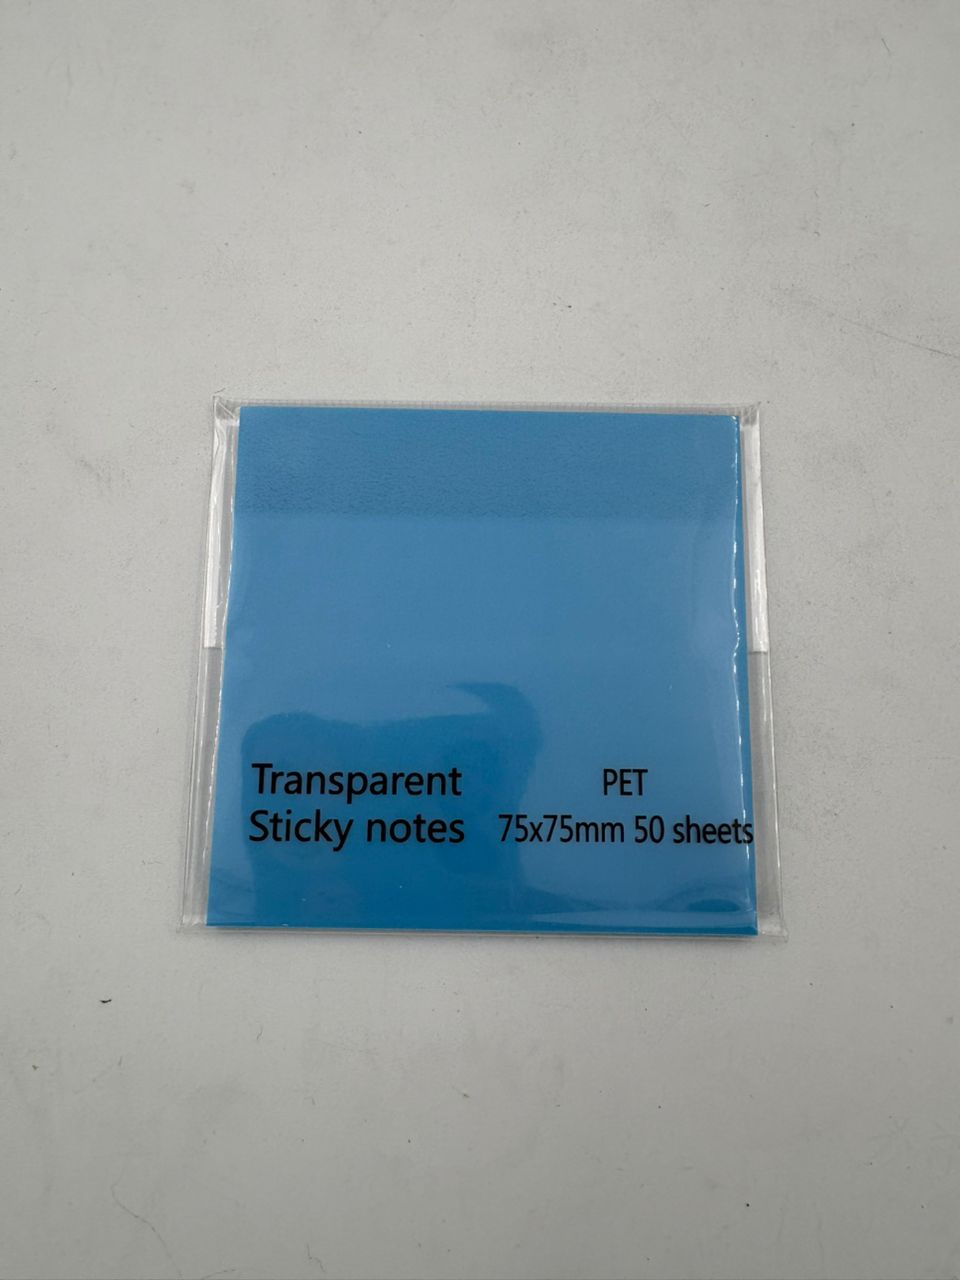 Transparent
Sticky notes
PET
75x75mm 50 sheets